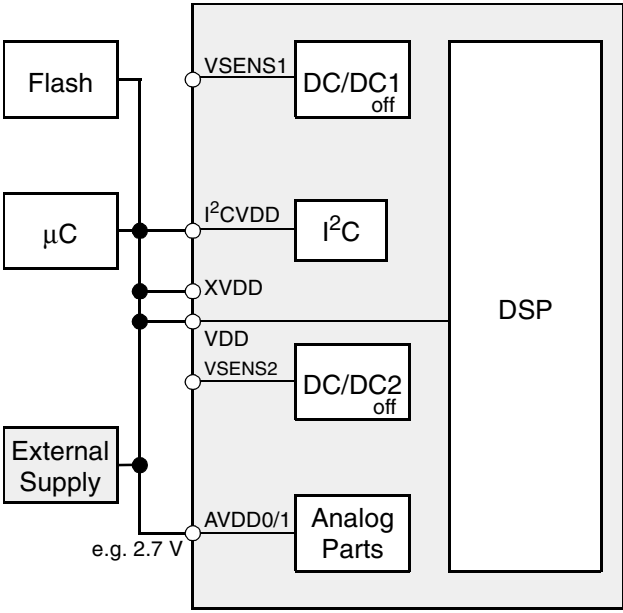 Flash
VSENS1
DC/DC1
off
μC
I²CVDD
I²C
XVDD
VDD
DSP
VSENS2
DC/DC2
off
External
Supply
AVDD0/1
Analog
Parts
e.g. 2.7 V